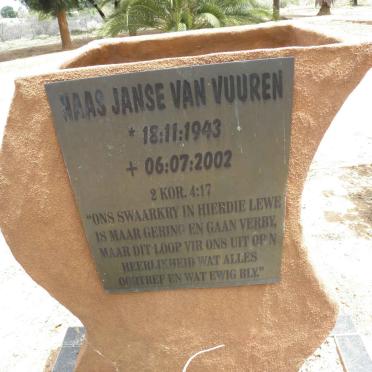 NAAS JANSE VAN VUUREN
* 18:11:1943
+ 06:07:2002
2 KOR. 4:17
"ONS SWAARKRY IN HIERDIE LEWE
IS MAAR GERING EN GAAN VERBY,
MAAR DIT LOOP VIR ONS UIT OP N
HEERLIKHEID WAT ALLES
OORTREF EN WAT EWIG BLY."